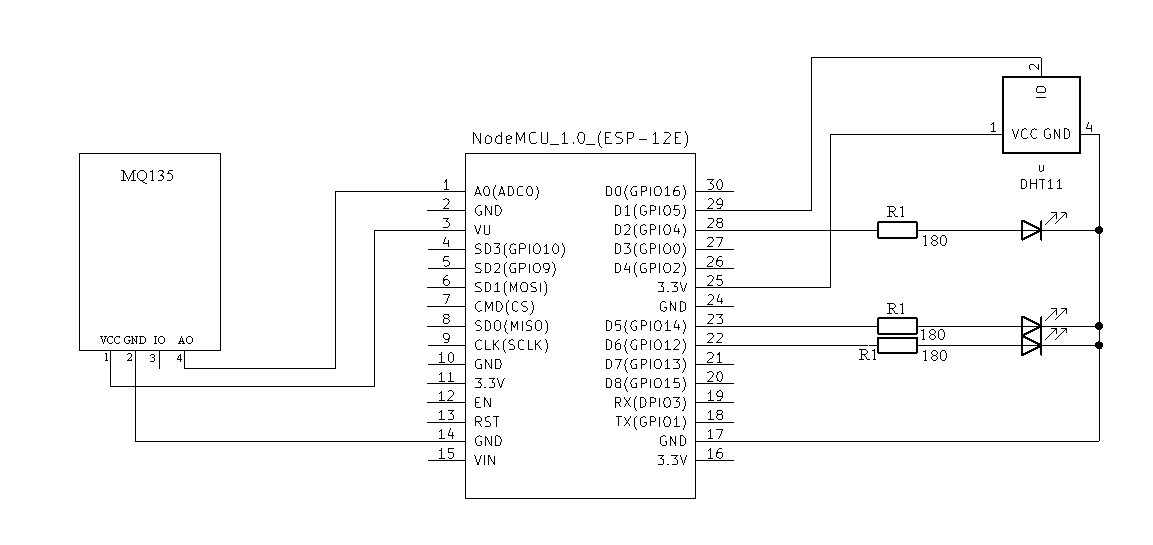 NodeMCU_1.0_(ESP-12E)
MQ135
VCC GND IO AO
1 2 3 4
1 A0(ADC0)
2 GND
3 VU
4 SD3(GPIO10)
5 SD2(GPIO9)
6 SD1(MOSI)
7 CMD(CS)
8 SD0(MISO)
9 CLK(SCLK)
10 GND
11 3.3V
12 EN
13 RST
14 GND
15 VIN
D0(GPIO16) 30
D1(GPIO5) 29
D2(GPIO4) 28
D3(GPIO0) 27
D4(GPIO2) 26
3.3V 25
GND 24
D5(GPIO14) 23
D6(GPIO12) 22
D7(GPIO13) 21
D8(GPIO15) 20
RX(DPIO3) 19
TX(GPIO1) 18
GND 17
3.3V 16
2
IO
1 VCC GND 4
u
DHT11
R1
180
R1
180
R1
180